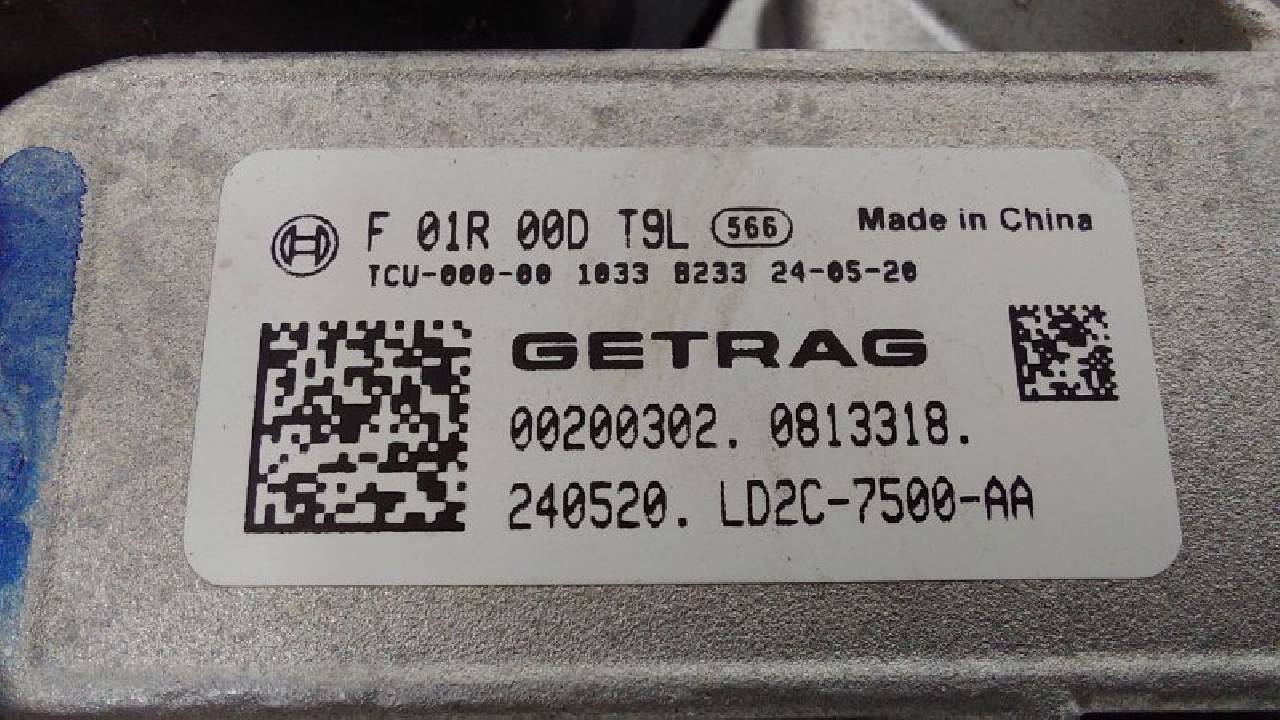 F 01R 00D T9L 566 Made in China
TCU-000-00 1033 8233 24-05-20
GETRAG
00200302. 0813318.
240520. LD2C-7500-AA